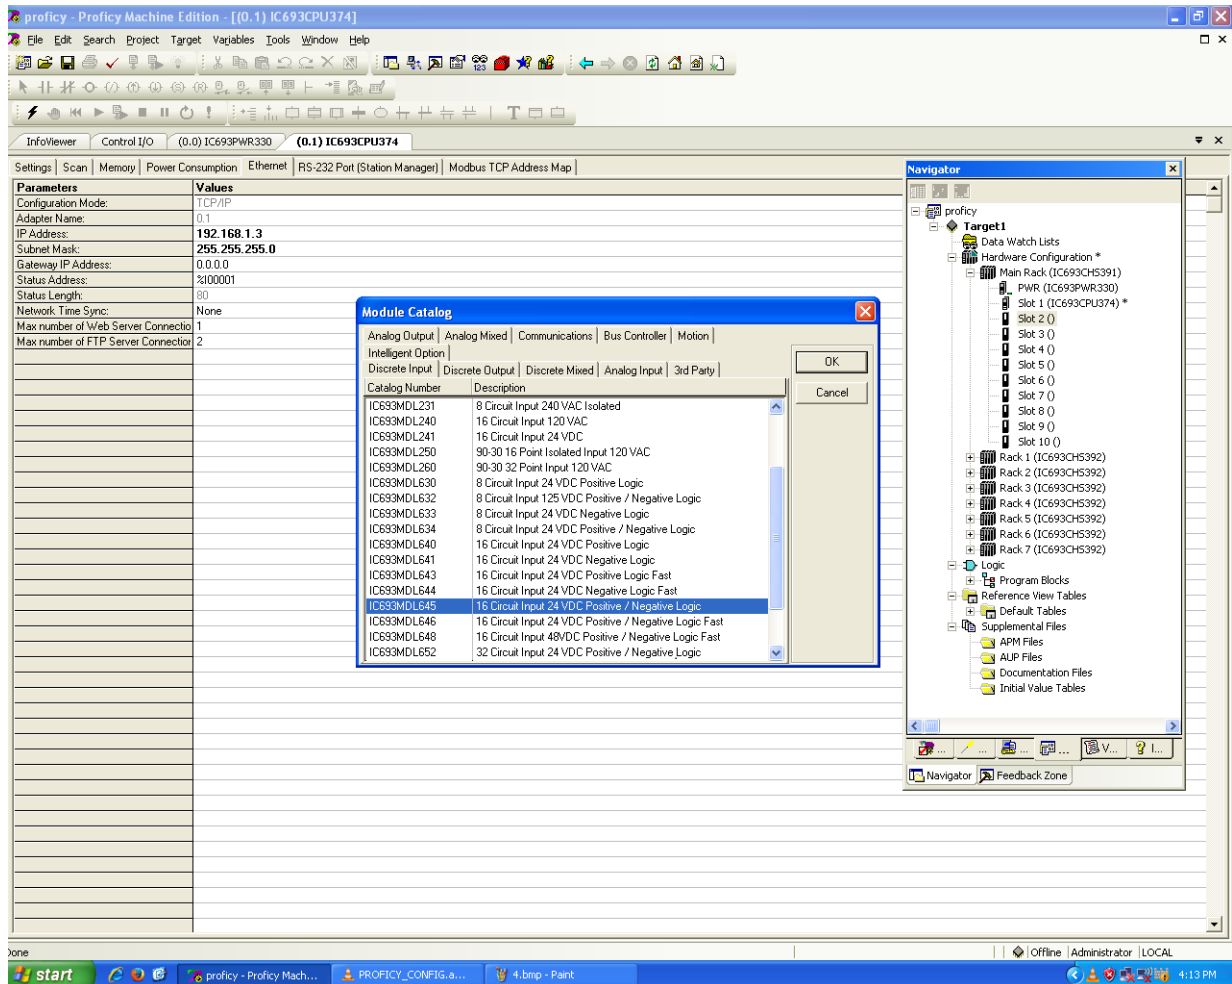 proficy - Proficy Machine Edition - [(0.1) IC693CPU374]
File Edit Search Project Target Variables Tools Window Help
InfoViewer Control I/O (0.0) IC693PWR330 (0.1) IC693CPU374
Settings Scan Memory Power Consumption Ethernet RS-232 Port (Station Manager) Modbus TCP Address Map
Parameters Values
Configuration Mode: TCP/IP
Adapter Name: 0.1
IP Address: 192.168.1.3
Subnet Mask: 255.255.255.0
Gateway IP Address: 0.0.0.0
Status Address: %I00001
Status Length: 80
Network Time Sync: None
Max number of Web Server Connectio 1
Max number of FTP Server Connection 2
Module Catalog
Analog Output Analog Mixed Communications Bus Controller Motion
Intelligent Option
Discrete Input Discrete Output Discrete Mixed Analog Input 3rd Party
Catalog Number Description
IC693MDL231 8 Circuit Input 240 VAC Isolated
IC693MDL240 16 Circuit Input 120 VAC
IC693MDL241 16 Circuit Input 24 VDC
IC693MDL250 90-30 16 Point Isolated Input 120 VAC
IC693MDL260 90-30 32 Point Input 120 VAC
IC693MDL630 8 Circuit Input 24 VDC Positive Logic
IC693MDL632 8 Circuit Input 125 VDC Positive / Negative Logic
IC693MDL633 8 Circuit Input 24 VDC Negative Logic
IC693MDL634 8 Circuit Input 24 VDC Positive / Negative Logic
IC693MDL640 16 Circuit Input 24 VDC Positive Logic
IC693MDL641 16 Circuit Input 24 VDC Negative Logic
IC693MDL643 16 Circuit Input 24 VDC Positive Logic Fast
IC693MDL644 16 Circuit Input 24 VDC Negative Logic Fast
IC693MDL645 16 Circuit Input 24 VDC Positive / Negative Logic
IC693MDL646 16 Circuit Input 24 VDC Positive / Negative Logic Fast
IC693MDL648 16 Circuit Input 48VDC Positive / Negative Logic Fast
IC693MDL652 32 Circuit Input 24 VDC Positive / Negative Logic
OK
Cancel
Navigator
proficy
Target1
Data Watch Lists
Hardware Configuration *
Main Rack (IC693CHS391)
PWR (IC693PWR330)
Slot 1 (IC693CPU374) *
Slot 2 ()
Slot 3 ()
Slot 4 ()
Slot 5 ()
Slot 6 ()
Slot 7 ()
Slot 8 ()
Slot 9 ()
Slot 10 ()
Rack 1 (IC693CHS392)
Rack 2 (IC693CHS392)
Rack 3 (IC693CHS392)
Rack 4 (IC693CHS392)
Rack 5 (IC693CHS392)
Rack 6 (IC693CHS392)
Rack 7 (IC693CHS392)
Logic
Program Blocks
Reference View Tables
Default Tables
Supplemental Files
APM Files
AUP Files
Documentation Files
Initial Value Tables
... ... ... ... V... I...
Navigator Feedback Zone
Done
Offline Administrator LOCAL
start proficy - Proficy Mach... PROFICY_CONFIG.a... 4.bmp - Paint 4:13 PM